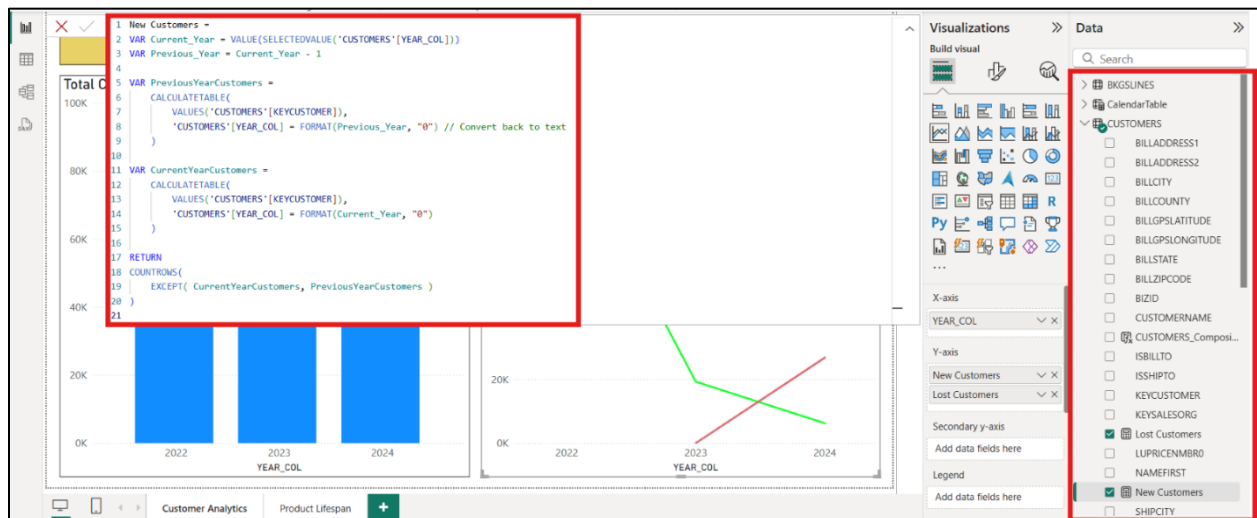 1 New Customers =
2 VAR Current_Year = VALUE(SELECTEDVALUE('CUSTOMERS'[YEAR_COL]))
3 VAR Previous_Year = Current_Year - 1
4
5 VAR PreviousYearCustomers =
6 CALCULATETABLE(
7 VALUES('CUSTOMERS'[KEYCUSTOMER]),
8 'CUSTOMERS'[YEAR_COL] = FORMAT(Previous_Year, "0") // Convert back to text
9 )
10
11 VAR CurrentYearCustomers =
12 CALCULATETABLE(
13 VALUES('CUSTOMERS'[KEYCUSTOMER]),
14 'CUSTOMERS'[YEAR_COL] = FORMAT(Current_Year, "0")
15 )
16
17 RETURN
18 COUNTROWS(
19 EXCEPT( CurrentYearCustomers, PreviousYearCustomers )
20 )
21
Total C
100K
80K
60K
40K
20K
0K
2022 2023 2024
YEAR_COL
20K
0K
2022 2023 2024
YEAR_COL
Customer Analytics Product Lifespan +
Visualizations
Build visual
123
R
Py
...
X-axis
YEAR_COL
Y-axis
New Customers
Lost Customers
Secondary y-axis
Add data fields here
Legend
Add data fields here
Data
Search
BKGSLINES
CalendarTable
CUSTOMERS
BILLADDRESS1
BILLADDRESS2
BILLCITY
BILLCOUNTY
BILLGPSLATITUDE
BILLGPSLONGITUDE
BILLSTATE
BILLZIPCODE
BIZID
CUSTOMERNAME
CUSTOMERS_Composi...
ISBILLTO
ISSHIPTO
KEYCUSTOMER
KEYSALESORG
Lost Customers
LUPRICENMBR0
NAMEFIRST
New Customers
SHIPCITY